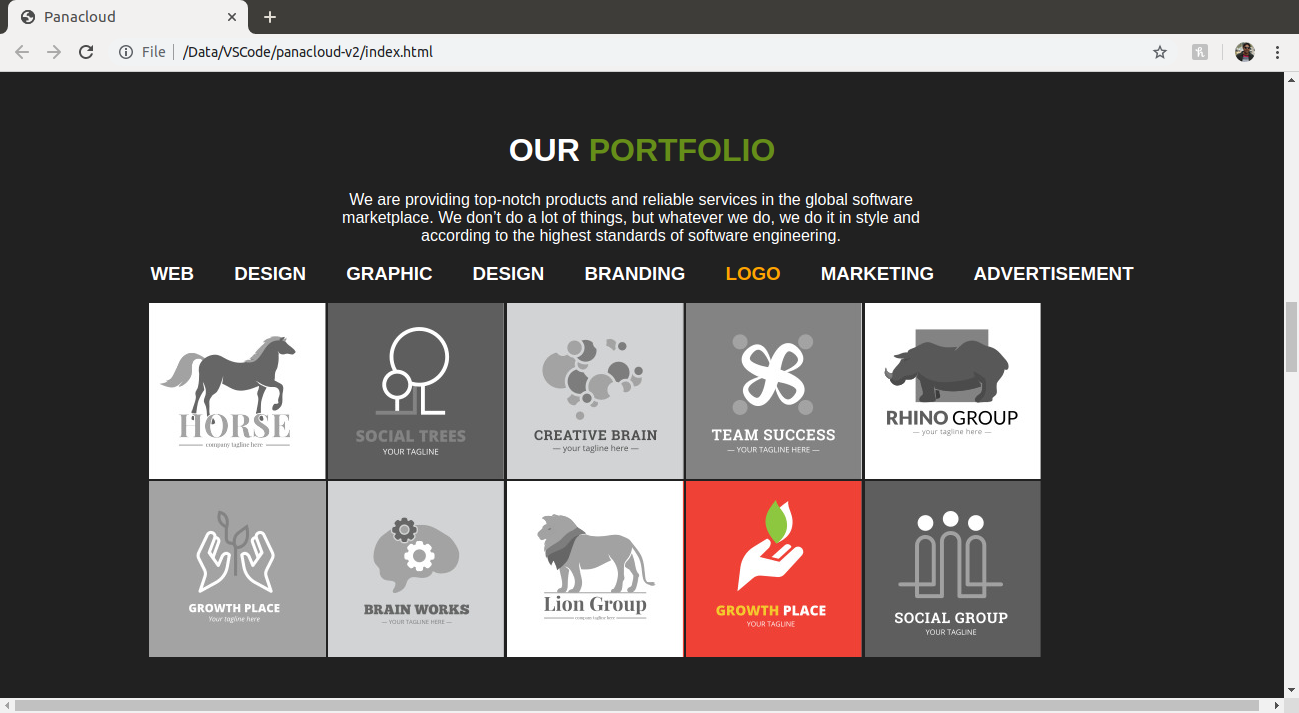 Panacloud
File /Data/VSCode/panacloud-v2/index.html
OUR PORTFOLIO
We are providing top-notch products and reliable services in the global software
marketplace. We don’t do a lot of things, but whatever we do, we do it in style and
according to the highest standards of software engineering.
WEB DESIGN GRAPHIC DESIGN BRANDING LOGO MARKETING ADVERTISEMENT
HORSE
company tagline here
SOCIAL TREES
YOUR TAGLINE
CREATIVE BRAIN
— your tagline here —
TEAM SUCCESS
— YOUR TAGLINE HERE —
RHINO GROUP
— your tagline here —
GROWTH PLACE
Your tagline here
BRAIN WORKS
— YOUR TAGLINE HERE —
Lion Group
company tagline here
GROWTH PLACE
YOUR TAGLINE
SOCIAL GROUP
YOUR TAGLINE